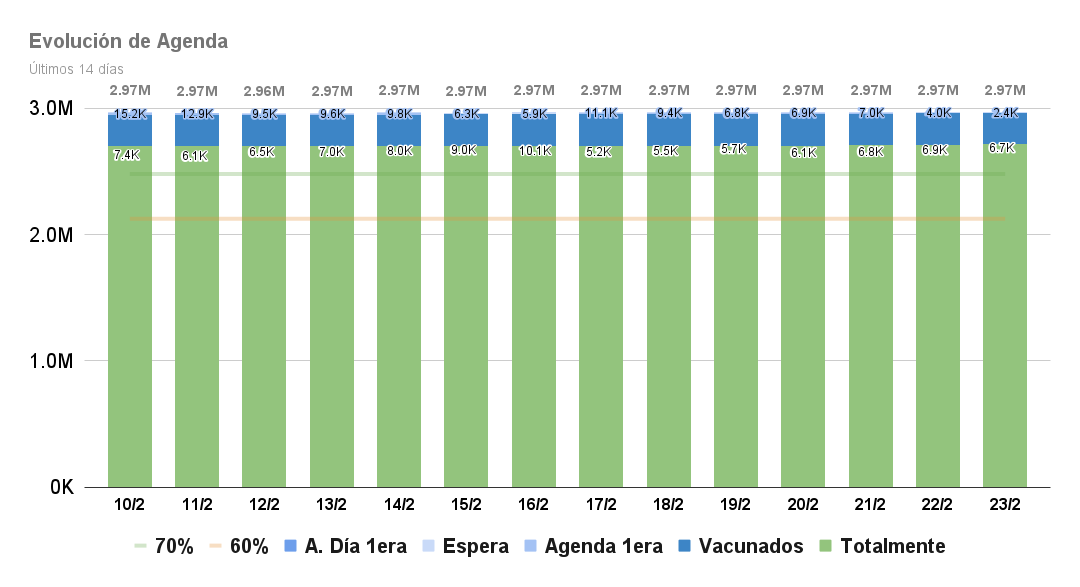 Evolución de Agenda
Últimos 14 días
2.97M 2.97M 2.96M 2.97M 2.97M 2.97M 2.97M 2.97M 2.97M 2.97M 2.97M 2.97M 2.97M 2.97M
3.0M
15.2K 12.9K 9.5K 9.6K 9.8K 6.3K 5.9K 11.1K 9.4K 6.8K 6.9K 7.0K 4.0K 2.4K
7.4K 6.1K 6.5K 7.0K 8.0K 9.0K 10.1K 5.2K 5.5K 5.7K 6.1K 6.8K 6.9K 6.7K
2.0M
1.0M
0K
10/2 11/2 12/2 13/2 14/2 15/2 16/2 17/2 18/2 19/2 20/2 21/2 22/2 23/2
70% 60% A. Día 1era Espera Agenda 1era Vacunados Totalmente